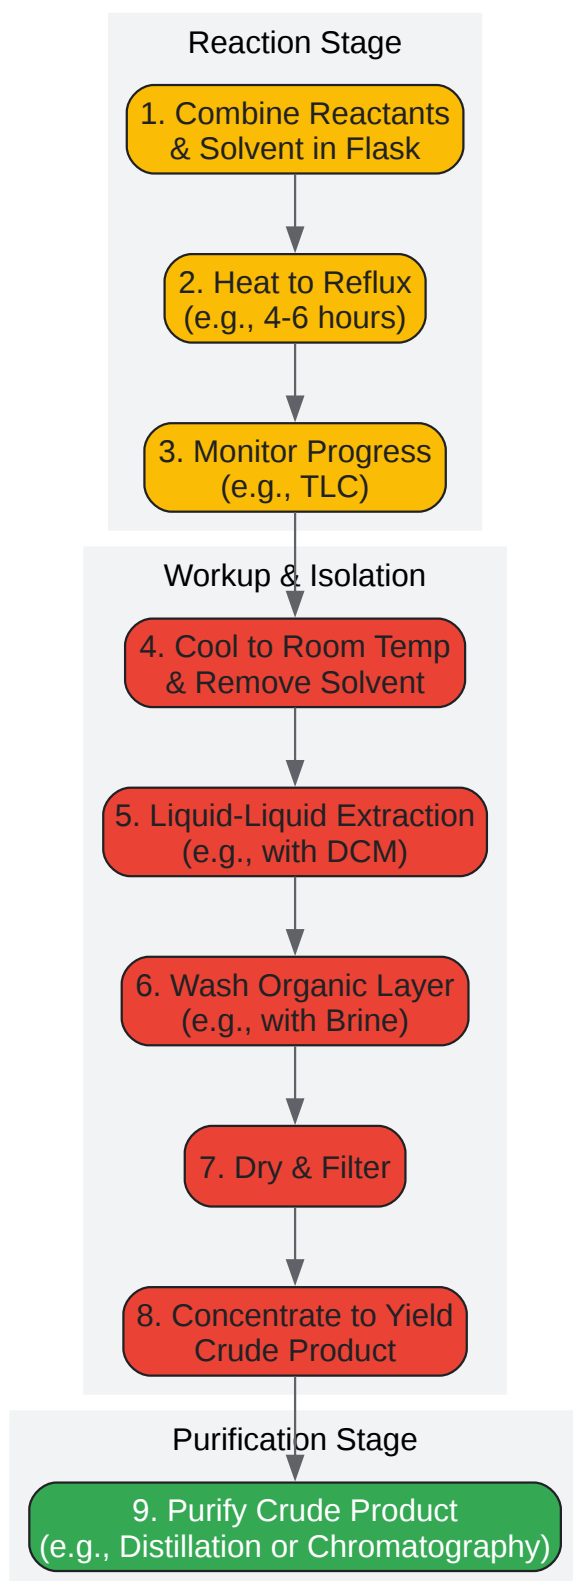 Reaction Stage
1. Combine Reactants
& Solvent in Flask
2. Heat to Reflux
(e.g., 4-6 hours)
3. Monitor Progress
(e.g., TLC)
Workup & Isolation
4. Cool to Room Temp
& Remove Solvent
5. Liquid-Liquid Extraction
(e.g., with DCM)
6. Wash Organic Layer
(e.g., with Brine)
7. Dry & Filter
8. Concentrate to Yield
Crude Product
Purification Stage
9. Purify Crude Product
(e.g., Distillation or Chromatography)